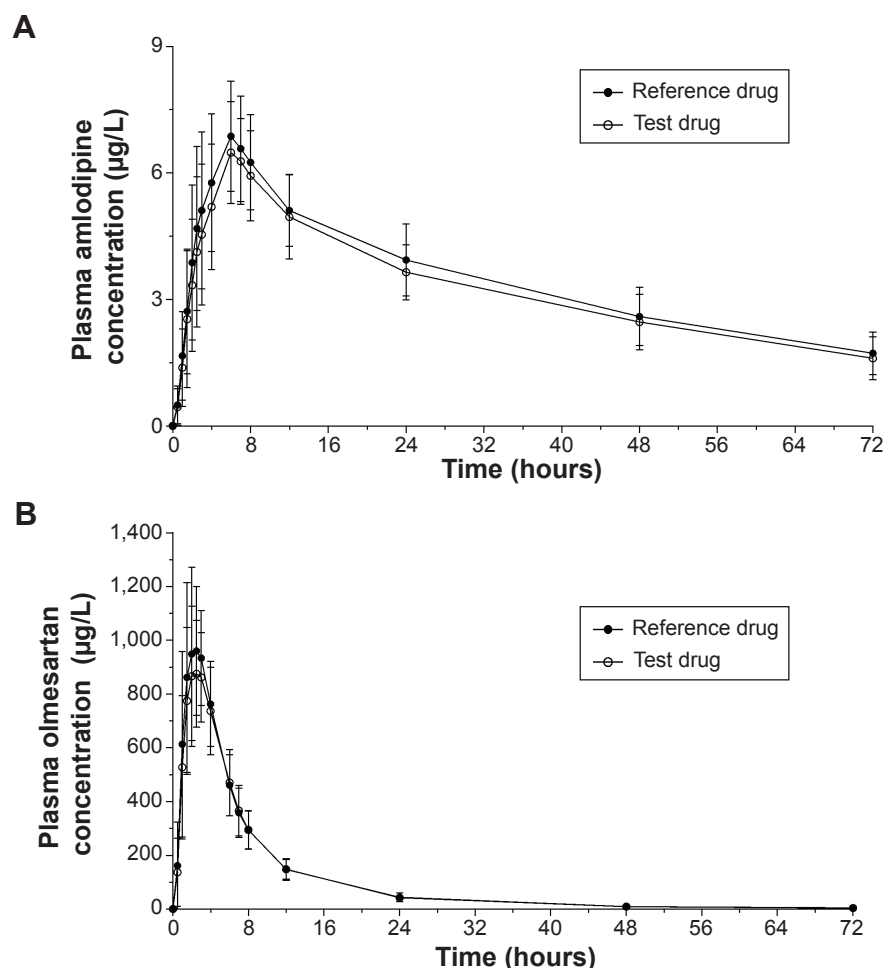 A
Plasma amlodipine
concentration (µg/L)
9
6
3
0
Reference drug
Test drug
0 8 16 24 32 40 48 56 64 72
Time (hours)
B
Plasma olmesartan
concentration (µg/L)
1,400
1,200
1,000
800
600
400
200
0
Reference drug
Test drug
0 8 16 24 32 40 48 56 64 72
Time (hours)